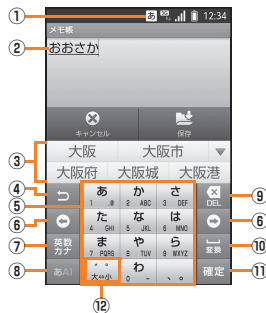 ① あ 3G 12:34
メモ帳
② おおさか
キャンセル 保存
③ 大阪 大阪市 ▼
大阪府 大阪城 大阪港
④ ⑤ あ 1 .@ か 2 ABC さ 3 DEF DEL ⑨
⑥ た 4 GHI な 5 JKL は 6 MNO ⑥
⑦ 英数カナ ま 7 PQRS や 8 TUV ら 9 WXYZ 変換 ⑩
⑧ あA1 ゛゜ 大⇔小 わ 0 - 、。 確定 ⑪
⑫